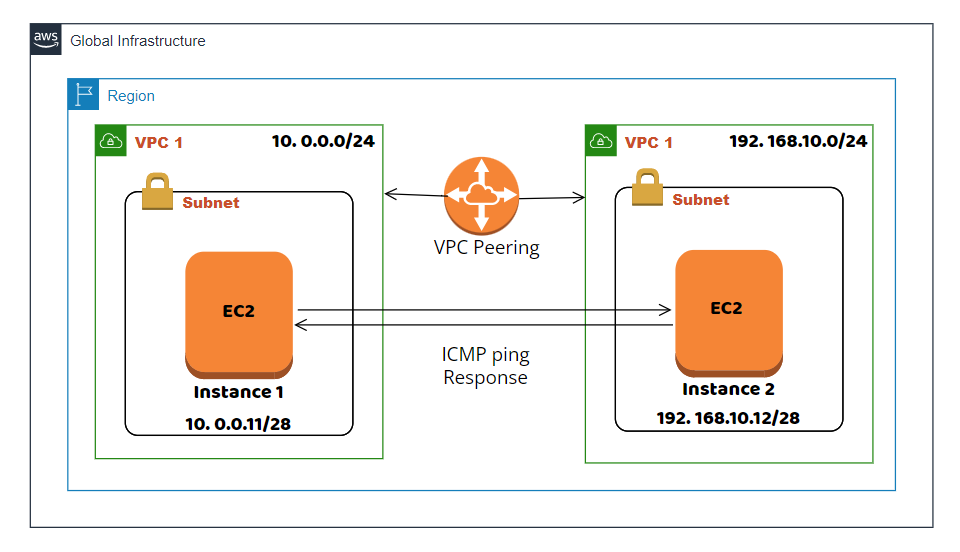 aws
Global Infrastructure
Region
VPC 1
10. 0.0.0/24
VPC 1
192. 168.10.0/24
Subnet
Subnet
VPC Peering
EC2
EC2
ICMP ping
Response
Instance 1
Instance 2
10. 0.0.11/28
192. 168.10.12/28